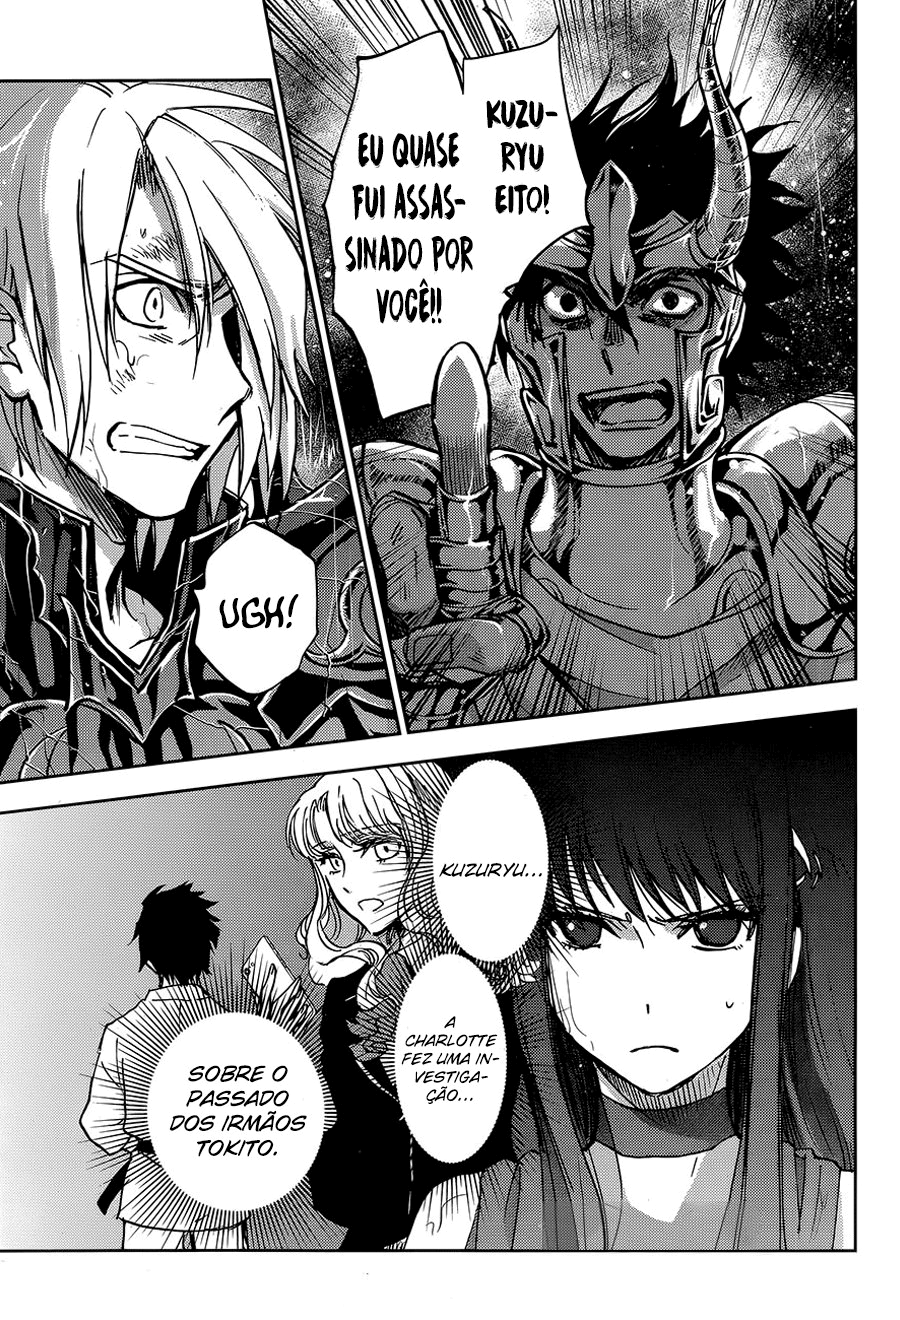 KUZU-
RYU
EITO!
EU QUASE
FUI ASSAS-
SINADO POR
VOCÊ!!
UGH!
KUZURYU...
A
CHARLOTTE
FEZ UMA IN-
VESTIGA-
ÇÃO...
SOBRE O
PASSADO
DOS IRMÃOS
TOKITO.